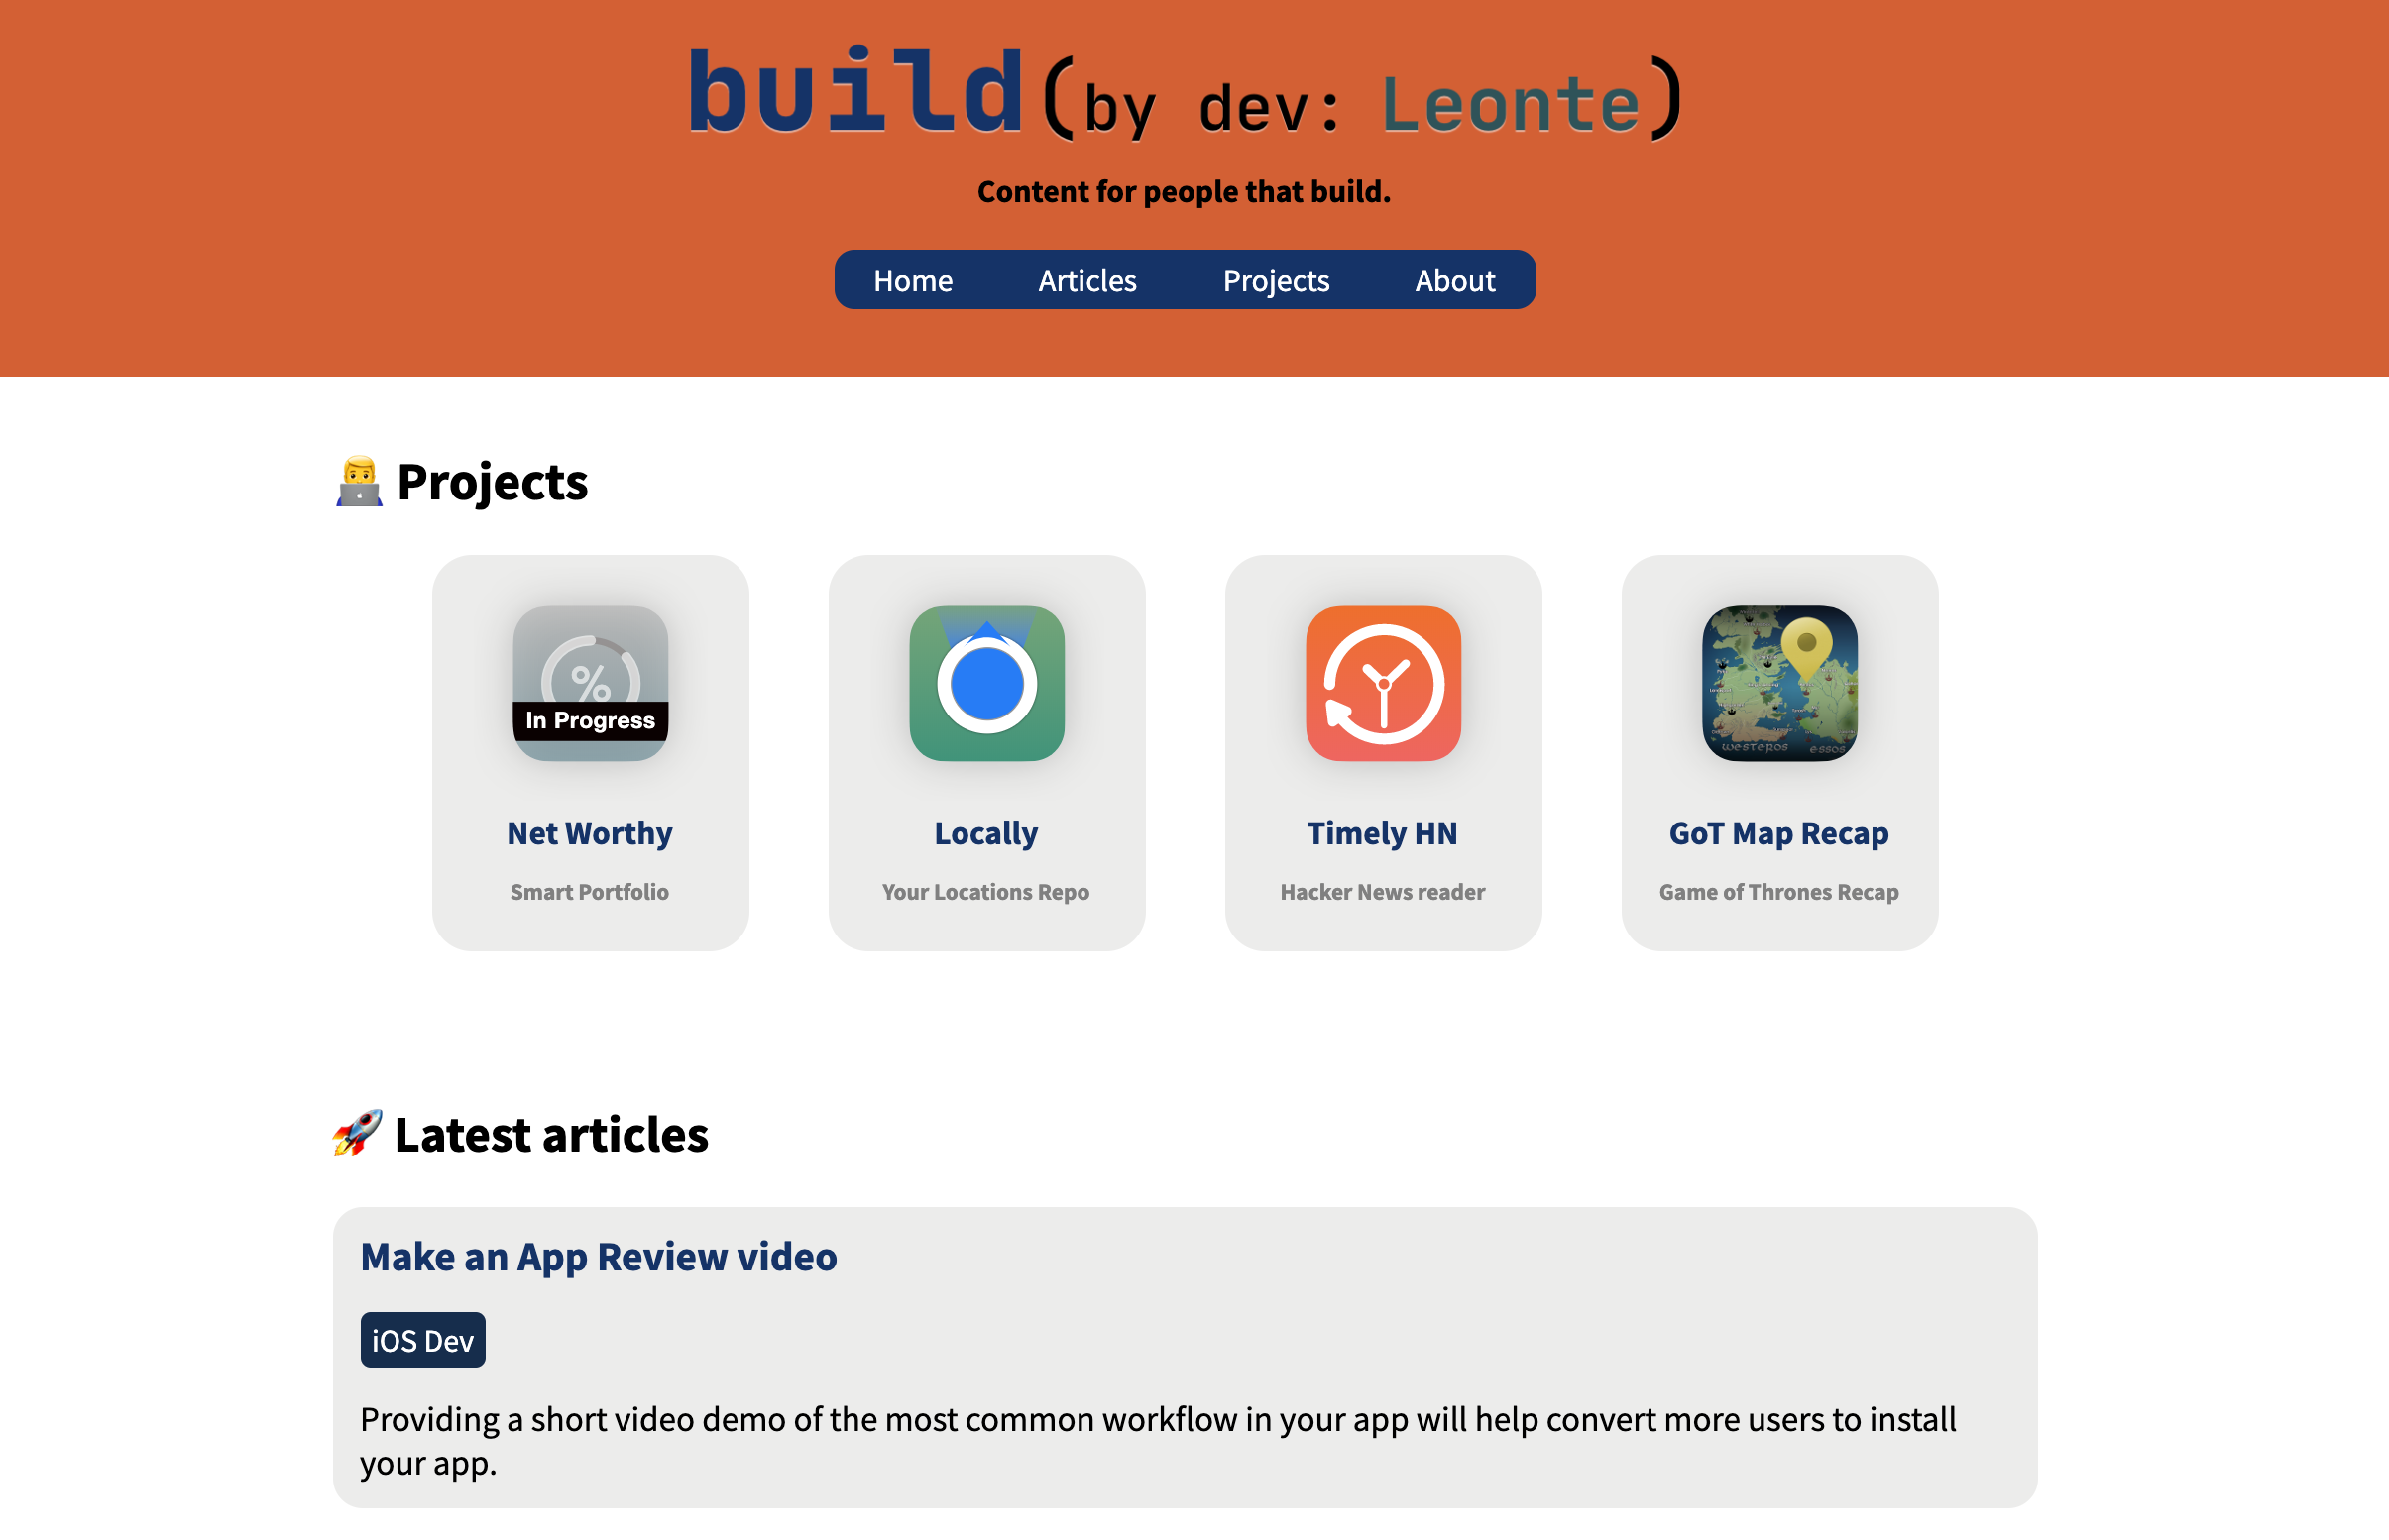 build(by dev: Leonte)
Content for people that build.
Home Articles Projects About
Projects
%
In Progress
WESTEROS ESSOS
Net Worthy Locally Timely HN GoT Map Recap
Smart Portfolio Your Locations Repo Hacker News reader Game of Thrones Recap
Latest articles
Make an App Review video
iOS Dev
Providing a short video demo of the most common workflow in your app will help convert more users to install
your app.